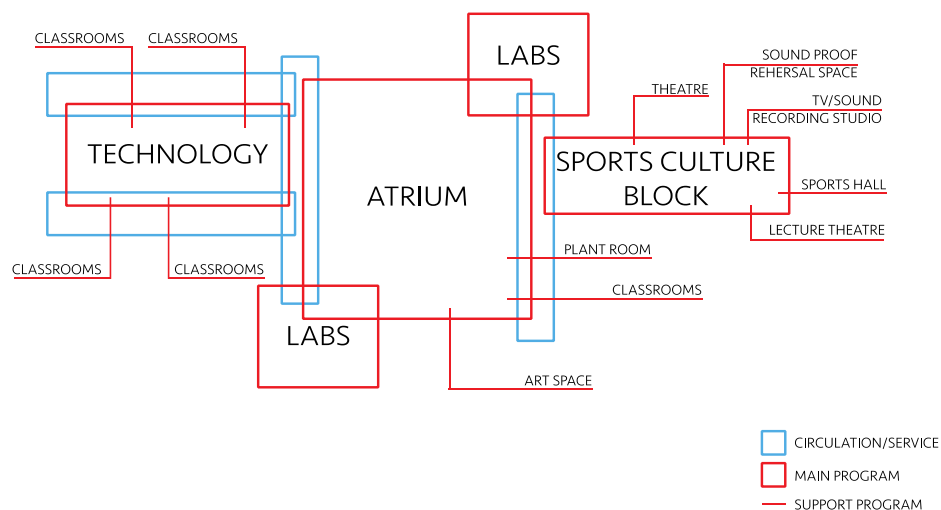 CLASSROOMS
CLASSROOMS
LABS
SOUND PROOF
REHERSAL SPACE
THEATRE
TV/SOUND
RECORDING STUDIO
TECHNOLOGY
ATRIUM
SPORTS CULTURE
BLOCK
SPORTS HALL
LECTURE THEATRE
PLANT ROOM
CLASSROOMS
CLASSROOMS
CLASSROOMS
LABS
ART SPACE
CIRCULATION/SERVICE
MAIN PROGRAM
SUPPORT PROGRAM